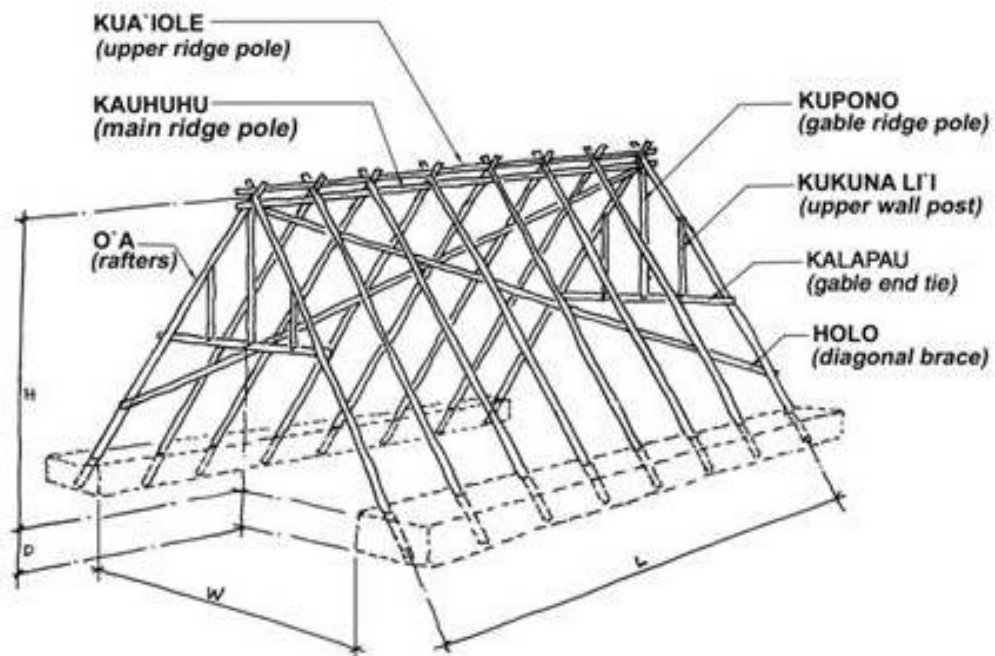 KUA`IOLE
(upper ridge pole)
KAUHUHU
(main ridge pole)
O`A
(rafters)
KUPONO
(gable ridge pole)
KUKUNA LI`I
(upper wall post)
KALAPAU
(gable end tie)
HOLO
(diagonal brace)
H
D
W
L